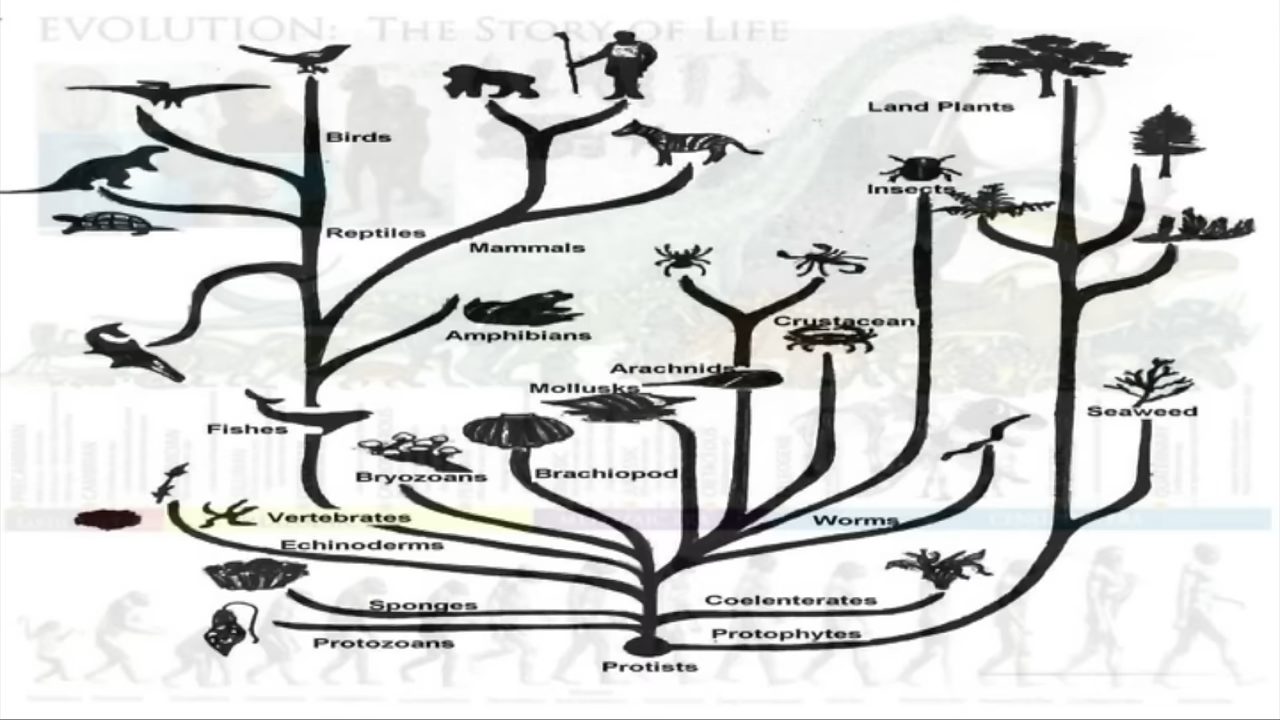 EVOLUTION: THE STORY OF LIFE
Land Plants
Birds
Insects
Reptiles
Mammals
Crustacean
Amphibians
Arachnids
Mollusks
Seaweed
Fishes
Bryozoans
Brachiopod
Vertebrates
Worms
Echinoderms
Sponges
Coelenterates
Protozoans
Protophytes
Protists